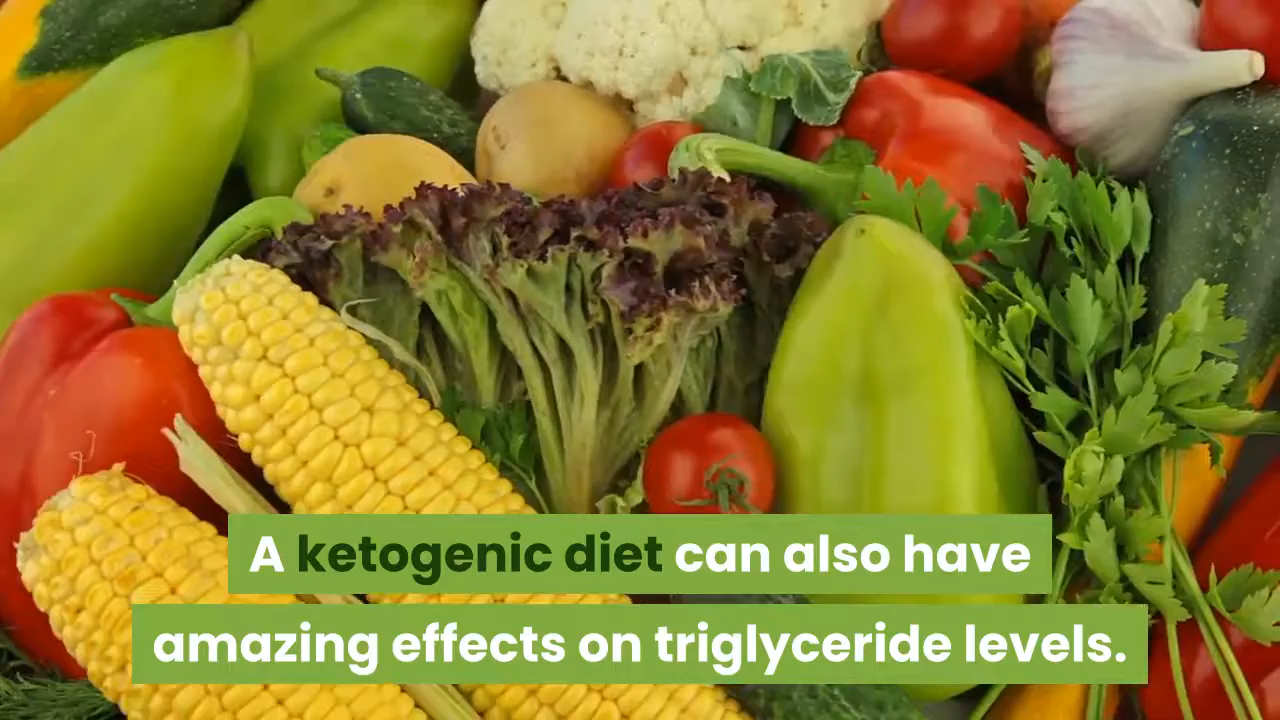 A ketogenic diet can also have
amazing effects on triglyceride levels.